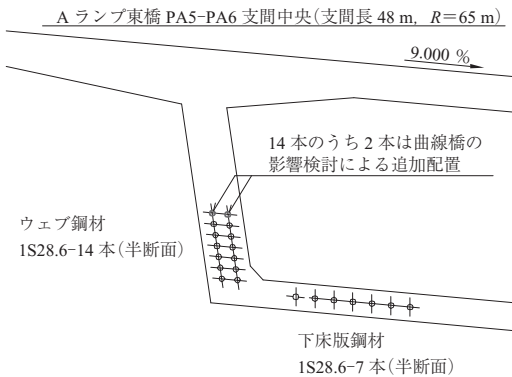 A ランプ東橋 PA5-PA6 支間中央(支間長 48 m, R=65 m)
9.000 %
14 本のうち 2 本は曲線橋の
影響検討による追加配置
ウェブ鋼材
1S28.6-14 本(半断面)
下床版鋼材
1S28.6-7 本(半断面)